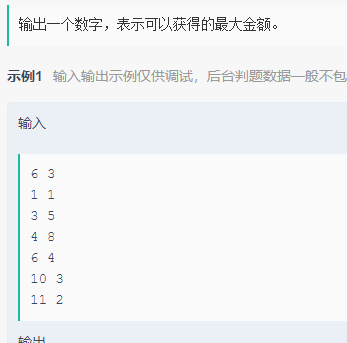 输出一个数字，表示可以获得的最大金额。
示例1 输入输出示例仅供调试，后台判题数据一般不包
输入
6 3
1 1
3 5
4 8
6 4
10 3
11 2
输出